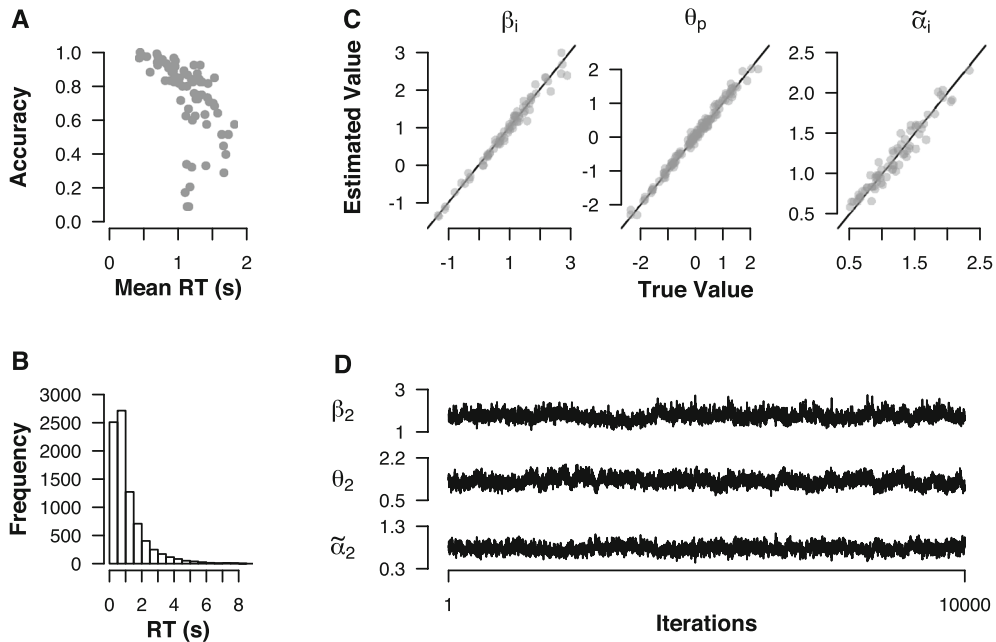 A
Accuracy
1.0
0.8
0.6
0.4
0.2
0.0
0 1 2
Mean RT (s)
B
Frequency
3000
2500
2000
1500
1000
500
0
0 2 4 6 8
RT (s)
C
Estimated Value
βi
3
2
1
0
-1
-1 1 3
θp
2
1
0
-1
-2
-2 0 1 2
True Value
α̃i
2.5
2.0
1.5
1.0
0.5
0.5 1.5 2.5
D
β2
3
1
θ2
2.2
0.5
α̃2
1.3
0.3
1 10000
Iterations